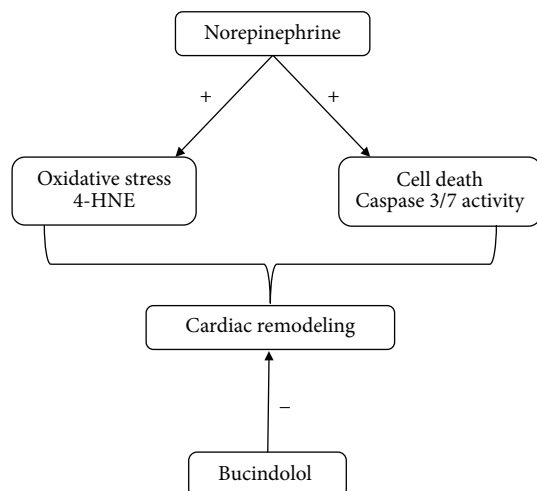 Norepinephrine
+
+
Oxidative stress
4-HNE
Cell death
Caspase 3/7 activity
Cardiac remodeling
−
Bucindolol